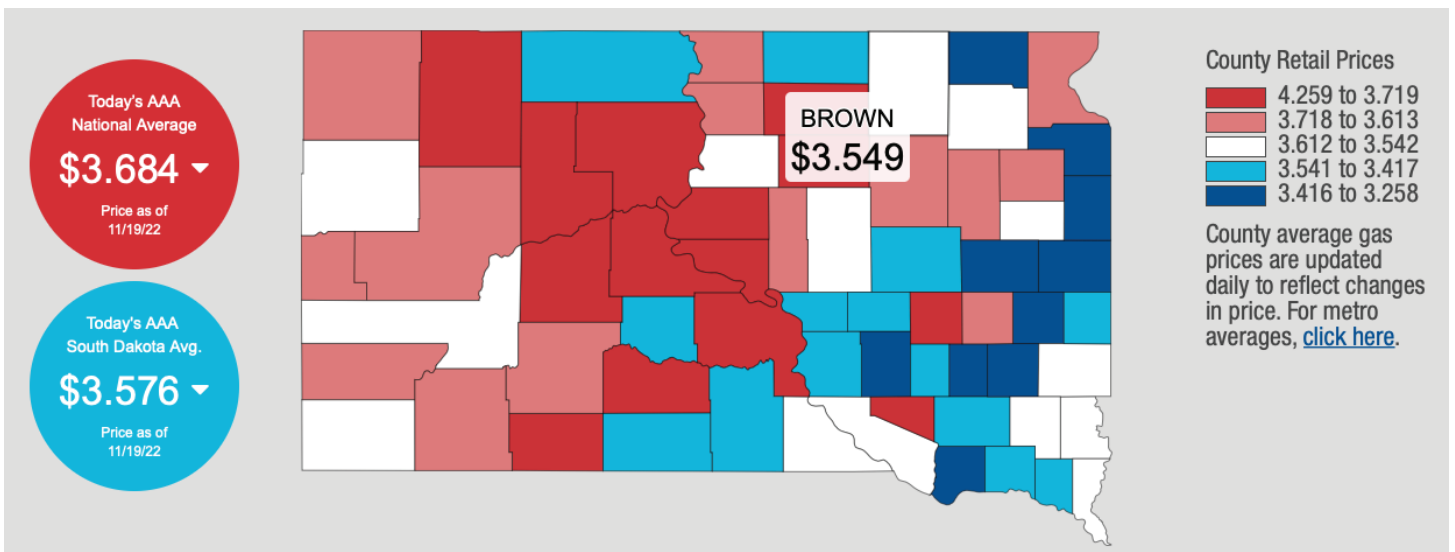 Today's AAA
National Average
$3.684
Price as of
11/19/22
Today's AAA
South Dakota Avg.
$3.576
Price as of
11/19/22
BROWN
$3.549
County Retail Prices
4.259 to 3.719
3.718 to 3.613
3.612 to 3.542
3.541 to 3.417
3.416 to 3.258
County average gas
prices are updated
daily to reflect changes
in price. For metro
averages, click here.